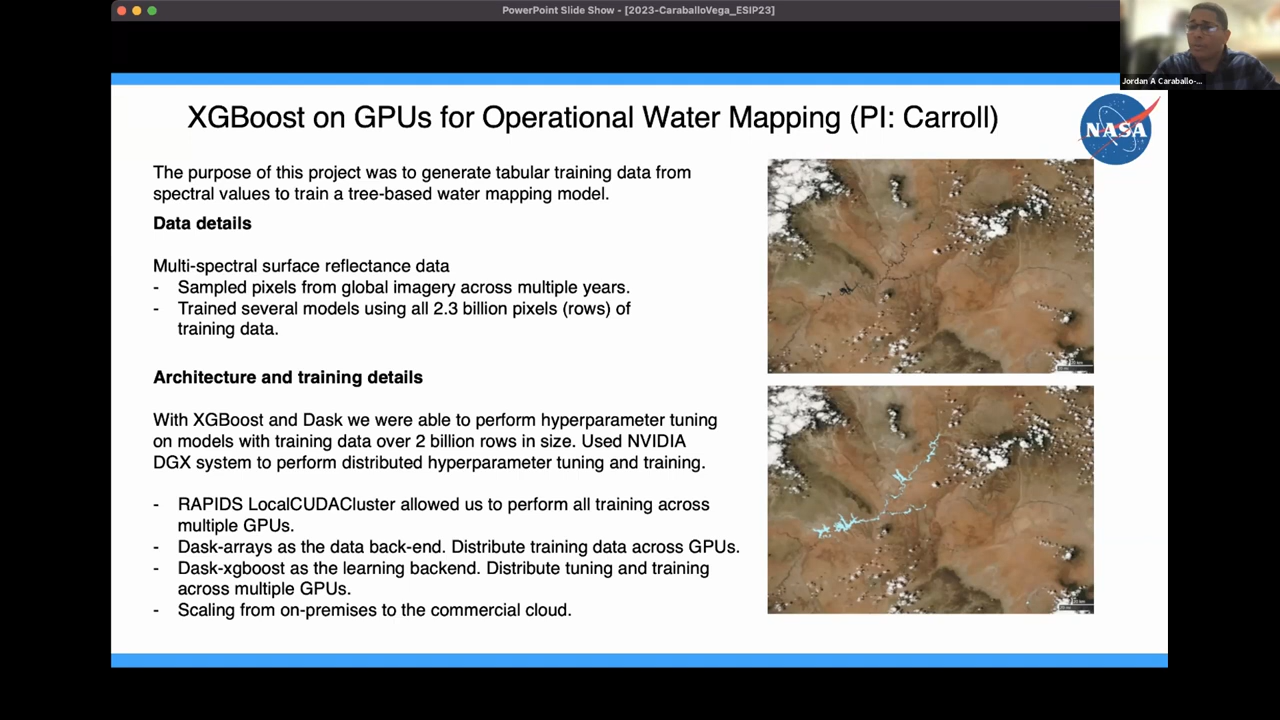 PowerPoint Slide Show - [2023-CaraballoVega_ESIP23]
Jordan A Caraballo-...
XGBoost on GPUs for Operational Water Mapping (PI: Carroll)
NASA
The purpose of this project was to generate tabular training data from
spectral values to train a tree-based water mapping model.
Data details
Multi-spectral surface reflectance data
- Sampled pixels from global imagery across multiple years.
- Trained several models using all 2.3 billion pixels (rows) of
training data.
Architecture and training details
With XGBoost and Dask we were able to perform hyperparameter tuning
on models with training data over 2 billion rows in size. Used NVIDIA
DGX system to perform distributed hyperparameter tuning and training.
- RAPIDS LocalCUDACluster allowed us to perform all training across
multiple GPUs.
- Dask-arrays as the data back-end. Distribute training data across GPUs.
- Dask-xgboost as the learning backend. Distribute tuning and training
across multiple GPUs.
- Scaling from on-premises to the commercial cloud.